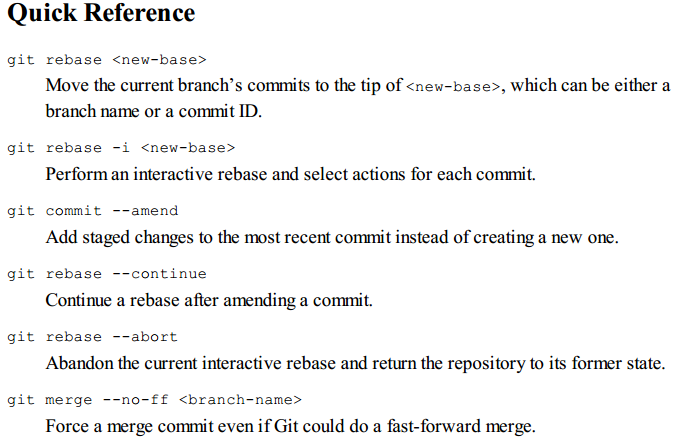 Quick Reference
git rebase <new-base>
Move the current branch’s commits to the tip of <new-base>, which can be either a
branch name or a commit ID.
git rebase -i <new-base>
Perform an interactive rebase and select actions for each commit.
git commit --amend
Add staged changes to the most recent commit instead of creating a new one.
git rebase --continue
Continue a rebase after amending a commit.
git rebase --abort
Abandon the current interactive rebase and return the repository to its former state.
git merge --no-ff <branch-name>
Force a merge commit even if Git could do a fast-forward merge.